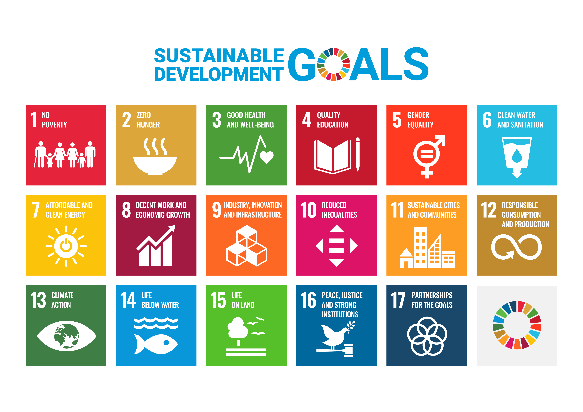 SUSTAINABLE
DEVELOPMENT
GOALS
1 NO
POVERTY
2 ZERO
HUNGER
3 GOOD HEALTH
AND WELL-BEING
4 QUALITY
EDUCATION
5 GENDER
EQUALITY
6 CLEAN WATER
AND SANITATION
7 AFFORDABLE AND
CLEAN ENERGY
8 DECENT WORK AND
ECONOMIC GROWTH
9 INDUSTRY, INNOVATION
AND INFRASTRUCTURE
10 REDUCED
INEQUALITIES
11 SUSTAINABLE CITIES
AND COMMUNITIES
12 RESPONSIBLE
CONSUMPTION
AND PRODUCTION
13 CLIMATE
ACTION
14 LIFE
BELOW WATER
15 LIFE
ON LAND
16 PEACE, JUSTICE
AND STRONG
INSTITUTIONS
17 PARTNERSHIPS
FOR THE GOALS